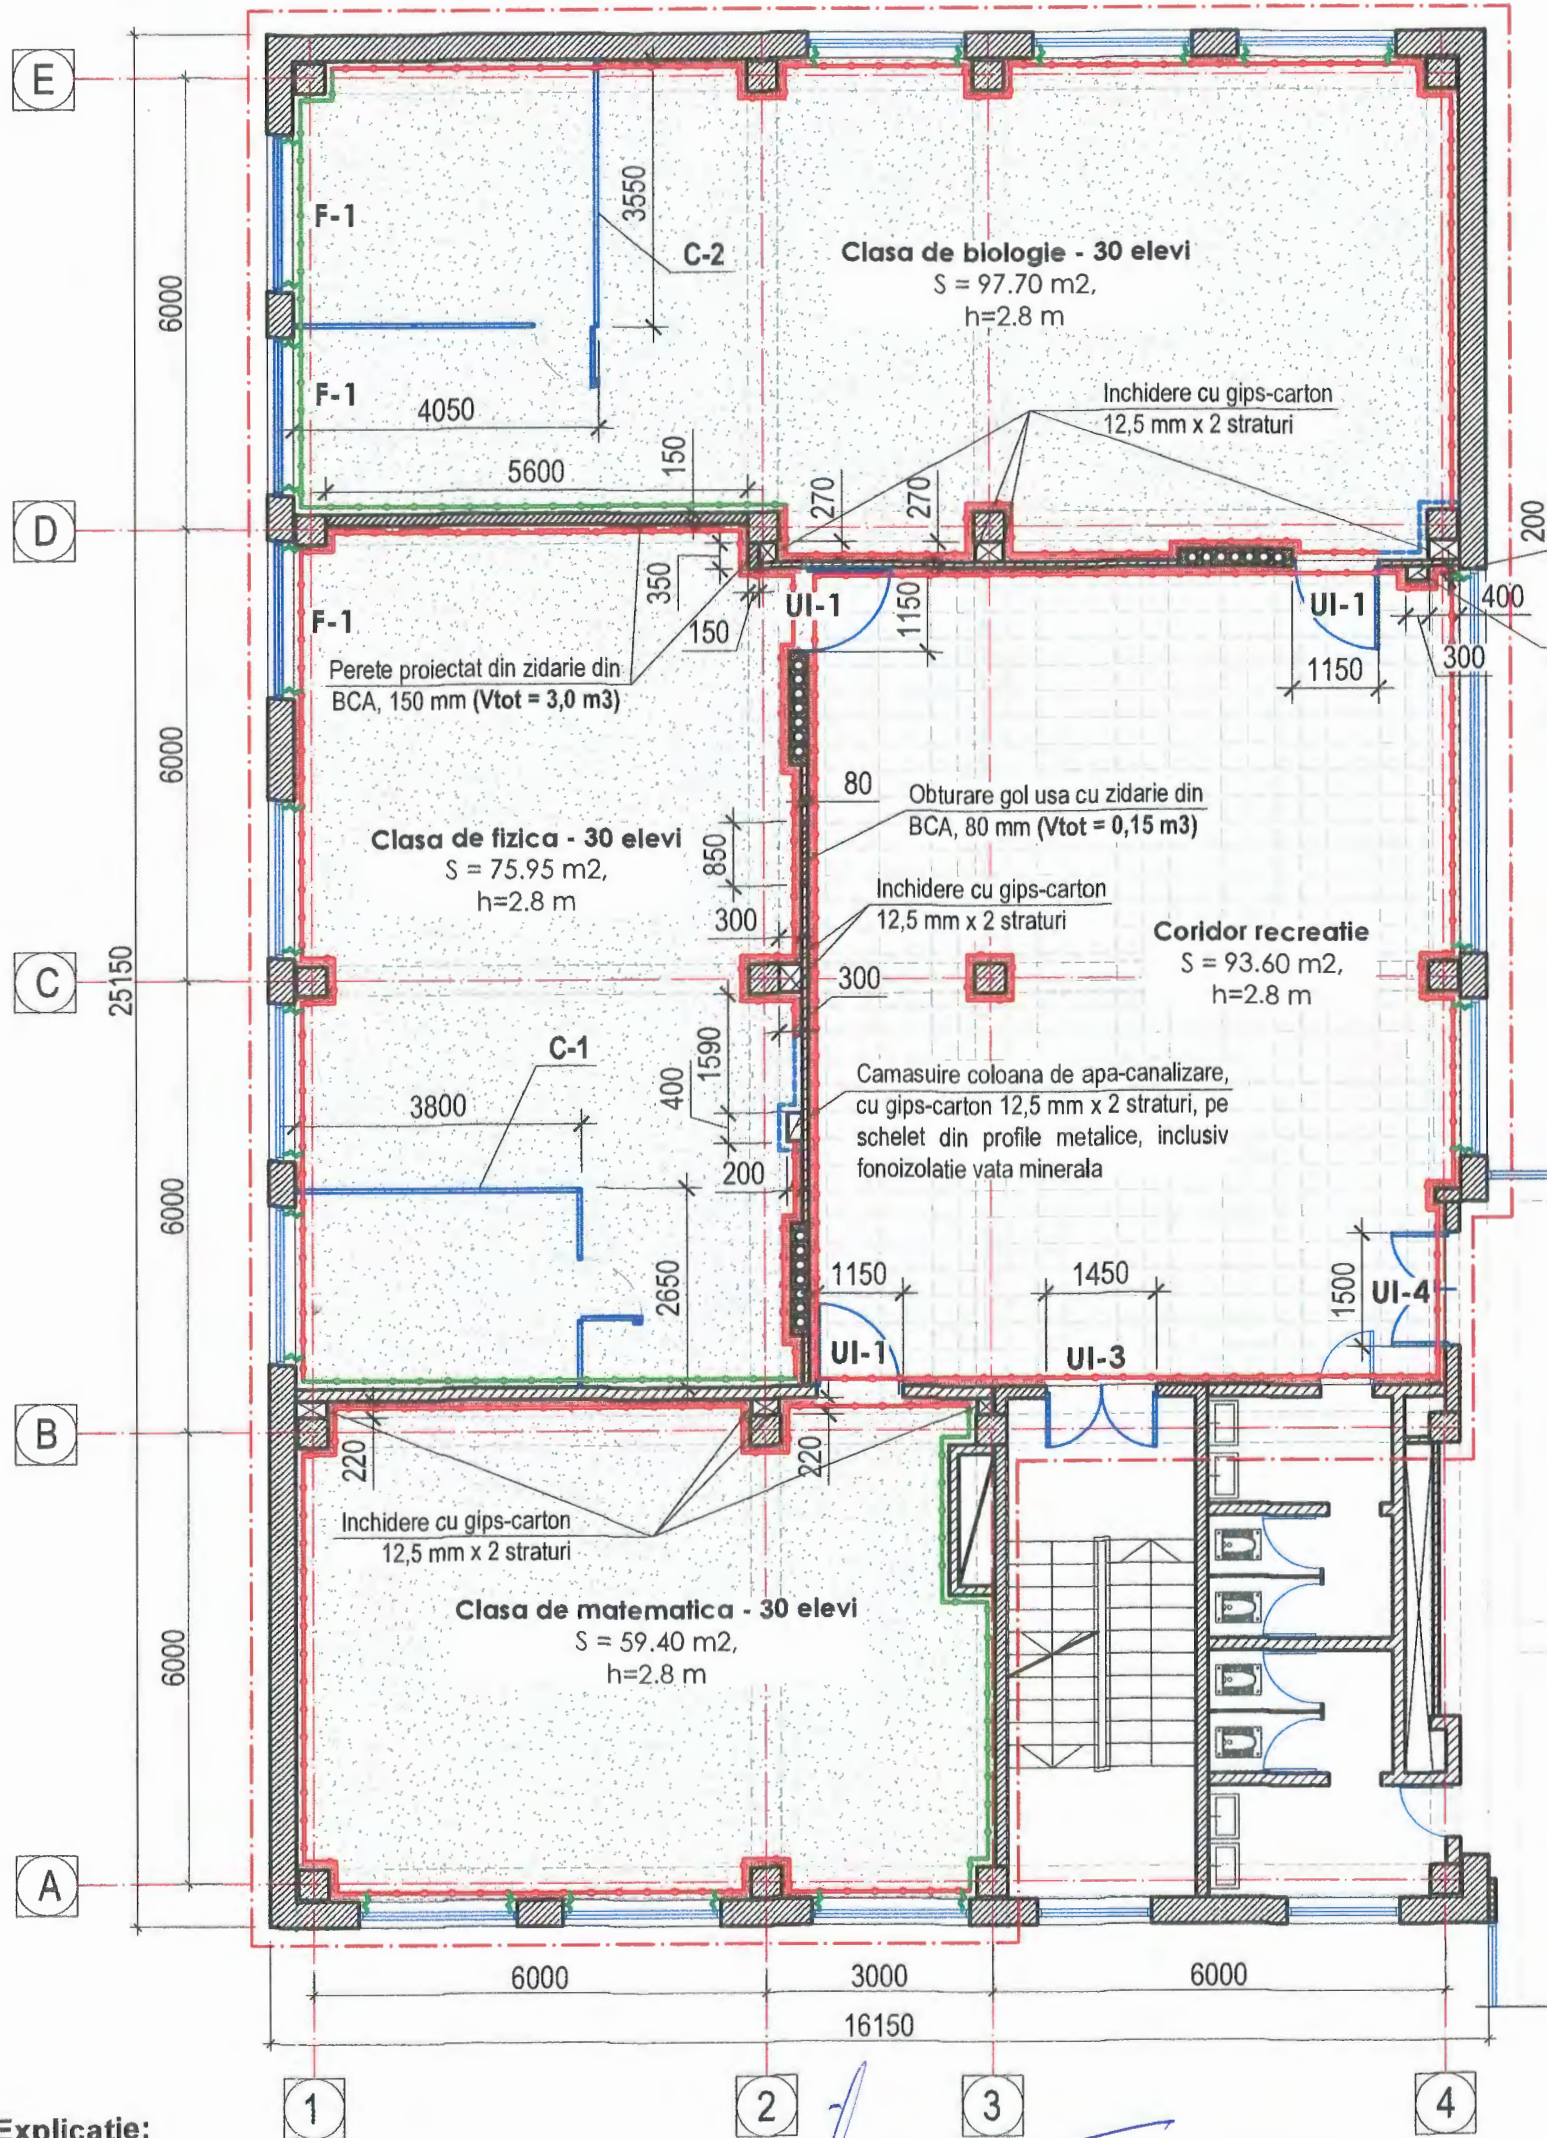 E
3550
F-1
C-2
Clasa de biologie - 30 elevi
S = 97.70 m2,
h=2.8 m
6000
F-1
4050
Inchidere cu gips-carton
12,5 mm x 2 straturi
150
5600
270
270
200
D
350
UI-1
1150
UI-1
400
F-1
150
300
1150
Perete proiectat din zidarie din
BCA, 150 mm (Vtot = 3,0 m3)
6000
80
Obturare gol usa cu zidarie din
BCA, 80 mm (Vtot = 0,15 m3)
Clasa de fizica - 30 elevi
S = 75.95 m2,
h=2.8 m
850
Inchidere cu gips-carton
12,5 mm x 2 straturi
300
Coridor recreatie
S = 93.60 m2,
h=2.8 m
C
25150
300
C-1
1590
400
3800
Camasuire coloana de apa-canalizare,
cu gips-carton 12,5 mm x 2 straturi, pe
schelet din profile metalice, inclusiv
fonoizolatie vata minerala
200
6000
2650
1150
1450
1500
UI-4
UI-1
UI-3
B
220
220
Inchidere cu gips-carton
12,5 mm x 2 straturi
Clasa de matematica - 30 elevi
S = 59.40 m2,
h=2.8 m
6000
A
6000
3000
6000
16150
1
2
3
4
Explicatie: